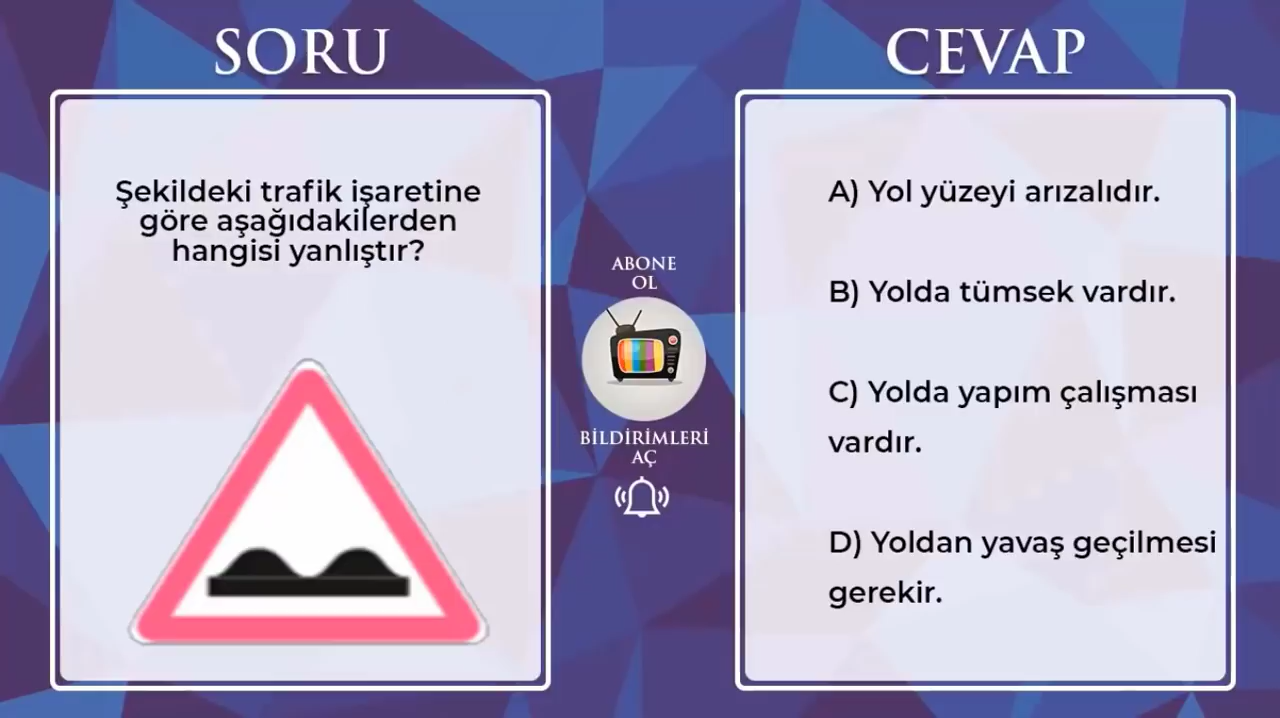 SORU
Şekildeki trafik işaretine
göre aşağıdakilerden
hangisi yanlıştır?
ABONE
OL
BİLDİRİMLERİ
AÇ
CEVAP
A) Yol yüzeyi arızalıdır.
B) Yolda tümsek vardır.
C) Yolda yapım çalışması
vardır.
D) Yoldan yavaş geçilmesi
gerekir.